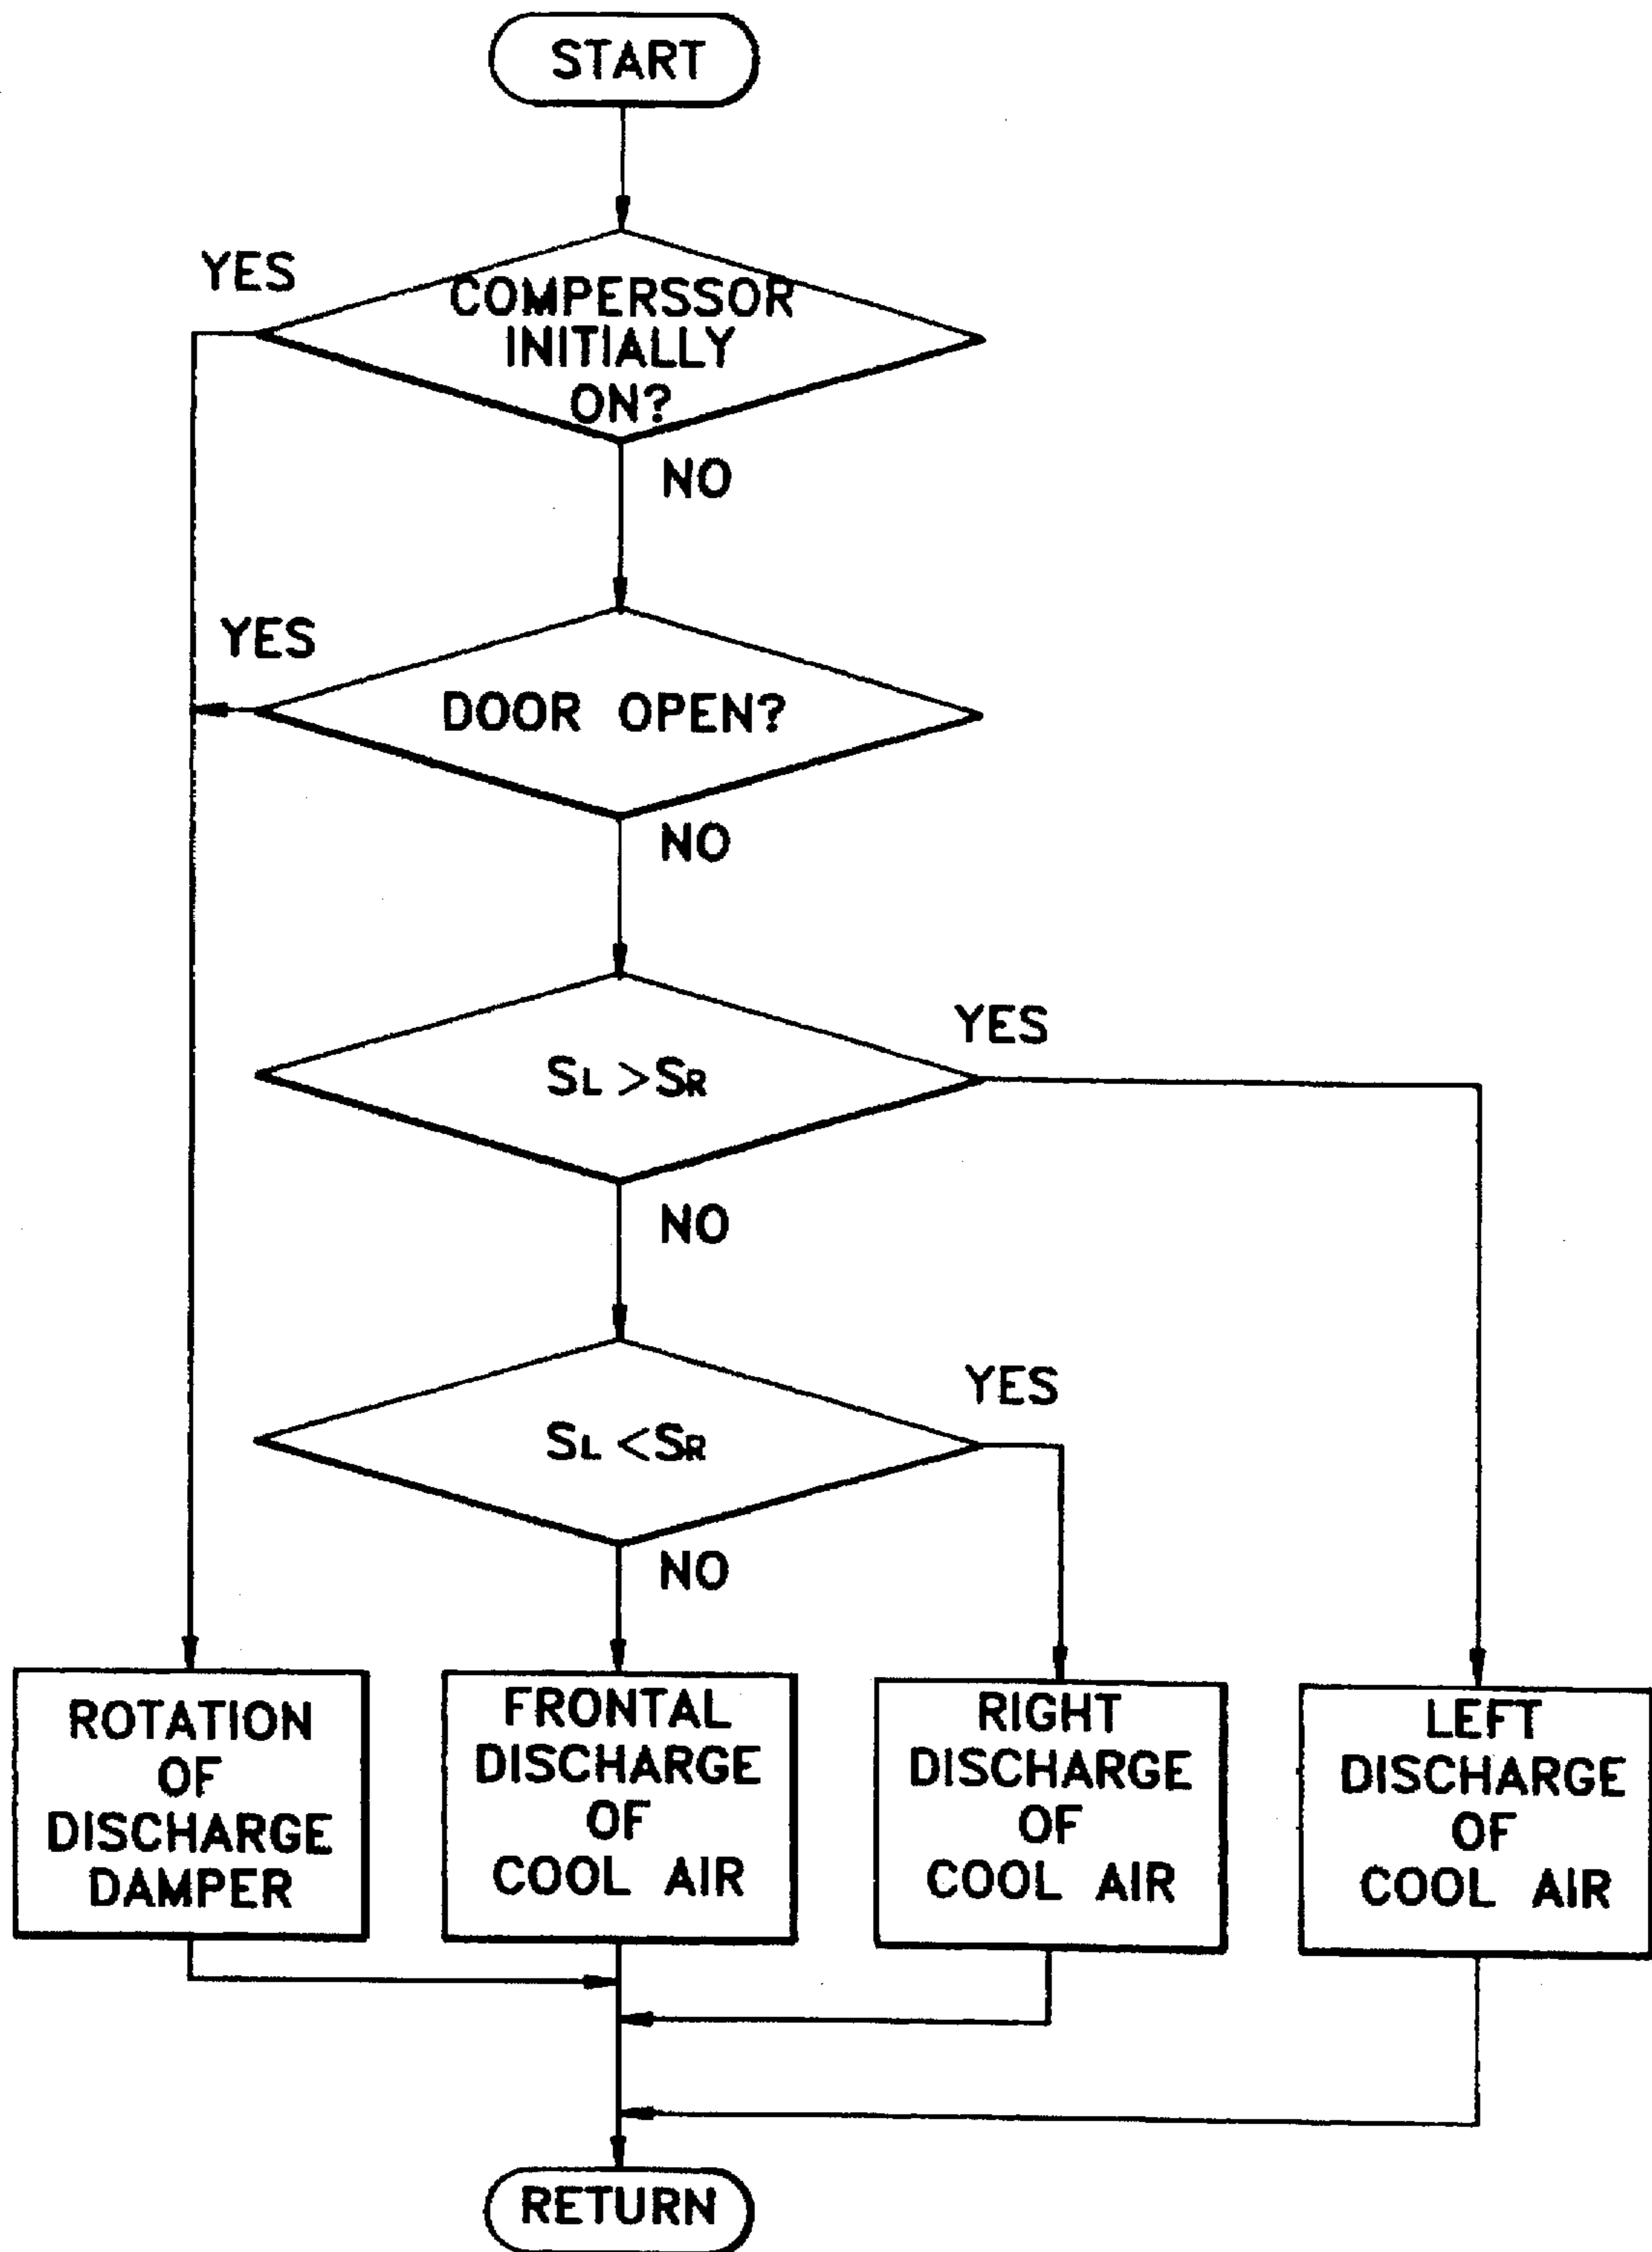 START
YES
COMPERSSOR
INITIALLY
ON?
NO
YES
DOOR OPEN?
NO
YES
SL >SR
NO
YES
SL <SR
NO
ROTATION
OF
DISCHARGE
DAMPER
FRONTAL
DISCHARGE
OF
COOL AIR
RIGHT
DISCHARGE
OF
COOL AIR
LEFT
DISCHARGE
OF
COOL AIR
RETURN